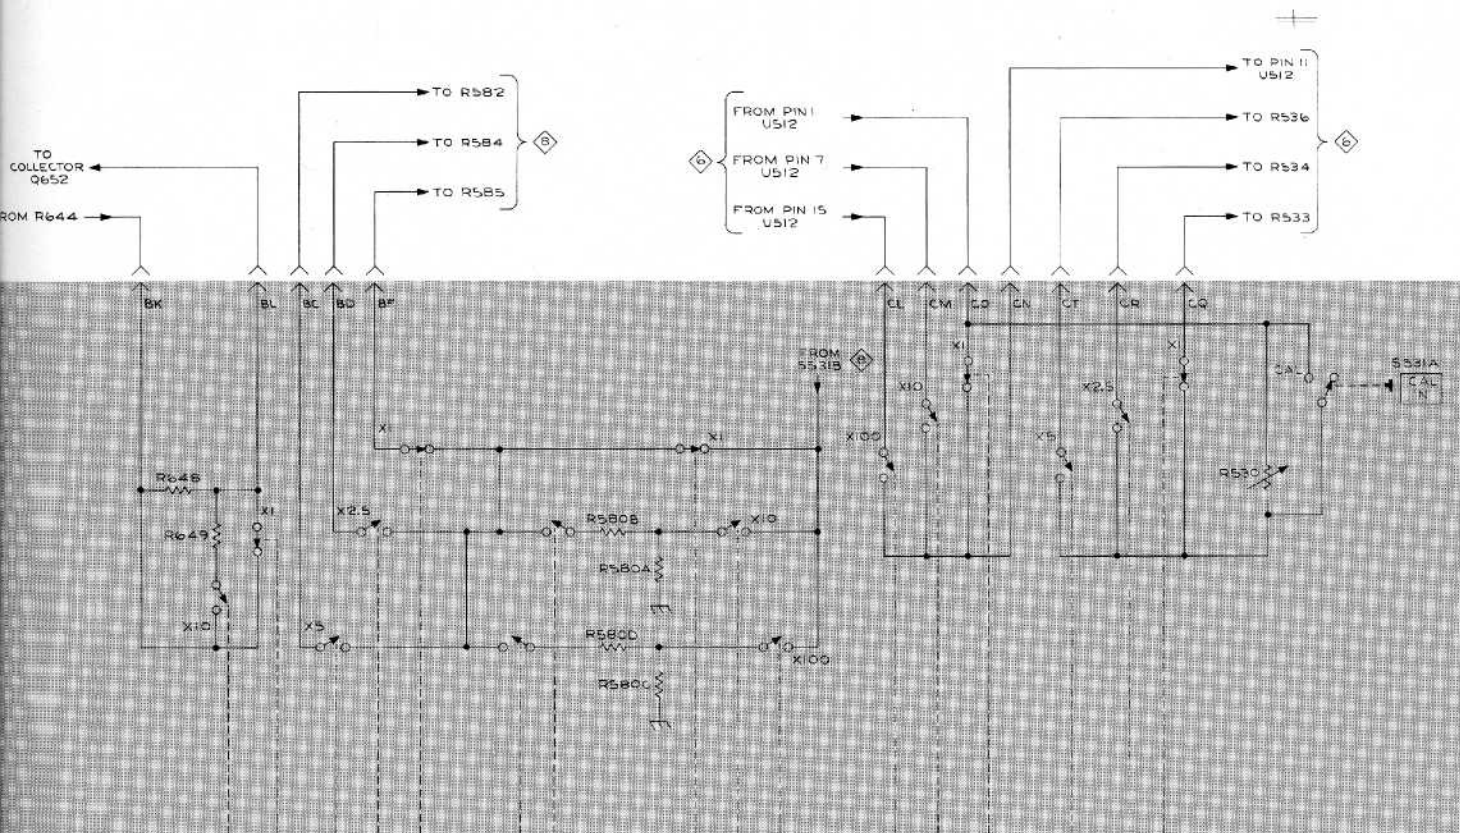 TO PIN 11
U512
TO R582
FROM PIN 1
U512
TO R536
TO R584
8
6
TO
COLLECTOR
Q652
6
FROM PIN 7
U512
TO R534
TO R585
ROM R644
FROM PIN 15
U512
TO R533
BK
BL
BC
BD
BF
CL
CM
CO
CN
CT
CR
CQ
FROM
S531B
8
X1
X1
S531A
CAL
CAL
IN
X10
X2.5
X1
X1
X100
X5
R648
R530
X1
X2.5
R580B
X10
R649
R580A
X10
X5
R580D
X100
R580C